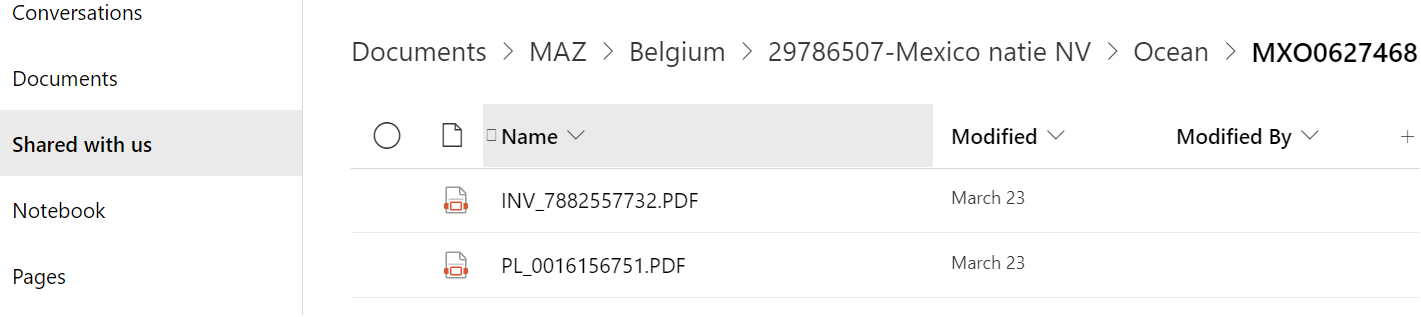 Conversations
Documents
Shared with us
Notebook
Pages
Documents > MAZ > Belgium > 29786507-Mexico natie NV > Ocean > MXO0627468
Name Modified Modified By
INV_7882557732.PDF March 23
PL_0016156751.PDF March 23